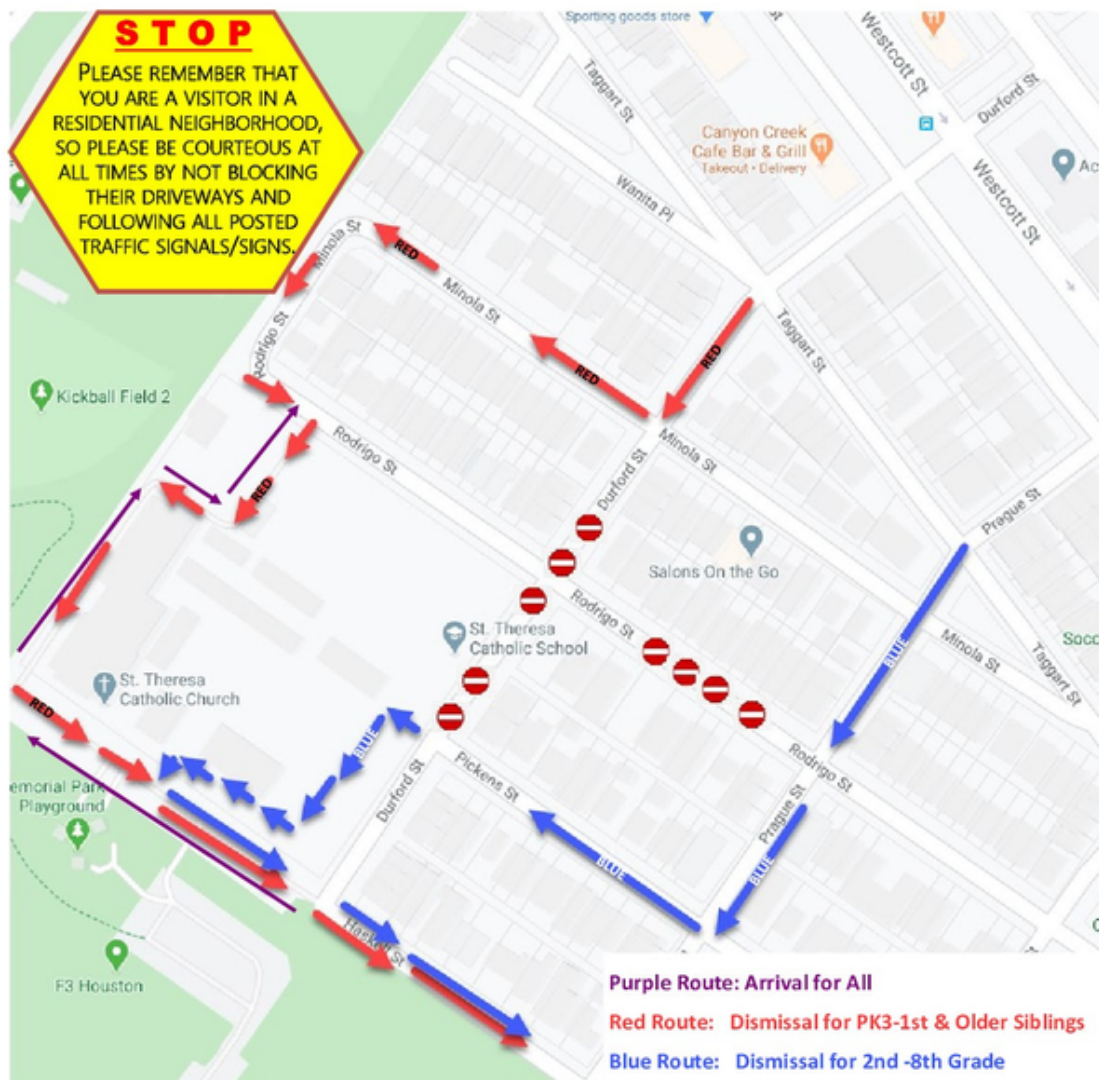 STOP
PLEASE REMEMBER THAT
YOU ARE A VISITOR IN A
RESIDENTIAL NEIGHBORHOOD,
SO PLEASE BE COURTEOUS AT
ALL TIMES BY NOT BLOCKING
THEIR DRIVEWAYS AND
FOLLOWING ALL POSTED
TRAFFIC SIGNALS/SIGNS.
Sporting goods store
Westcott St
Taggart St
Durford St
Canyon Creek
Cafe Bar & Grill
Takeout • Delivery
Ac
Westcott St
Wanita Pl
Minola St
RED
Minola St
Taggart St
RED
RED
Rodrigo St
Kickball Field 2
Rodrigo St
Minola St
Durford St
RED
Prague St
Salons On the Go
Rodrigo St
St. Theresa
Catholic School
Minola St
Taggart St
Socc
BLUE
St. Theresa
Catholic Church
RED
BLUE
Rodrigo St
Pickens St
Durford St
Prague St
emorial Park
Playground
BLUE
BLUE
Haskell St
F3 Houston
Purple Route: Arrival for All
Red Route: Dismissal for PK3-1st & Older Siblings
Blue Route: Dismissal for 2nd -8th Grade